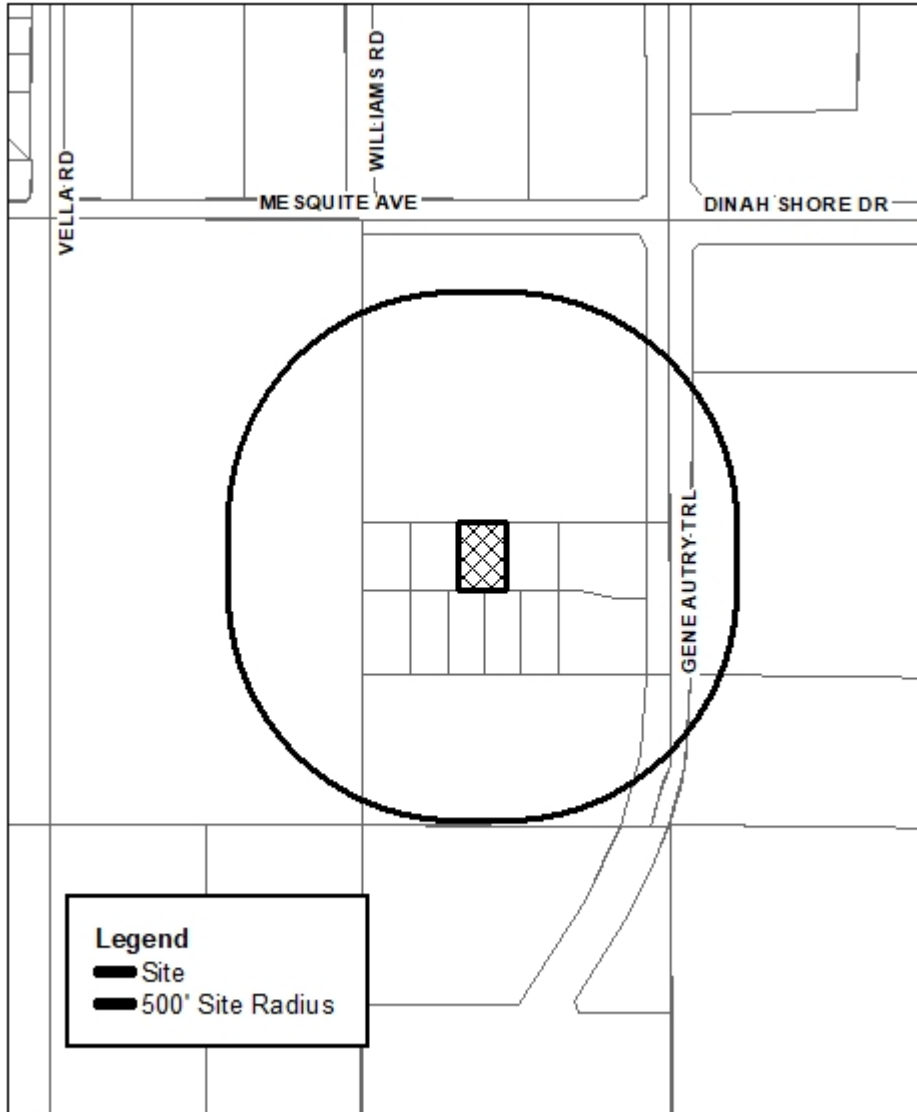 WILLIAMS RD
VELLA RD
MESQUITE AVE
DINAH SHORE DR
GENE AUTRY TRL
Legend
Site
500' Site Radius